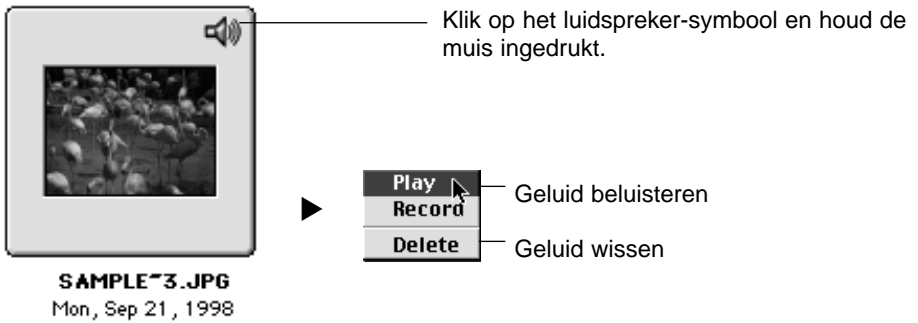 Klik op het luidspreker-symbool en houd de
muis ingedrukt.
Play
Geluid beluisteren
Record
Delete
Geluid wissen
SAMPLE~3.JPG
Mon, Sep 21, 1998